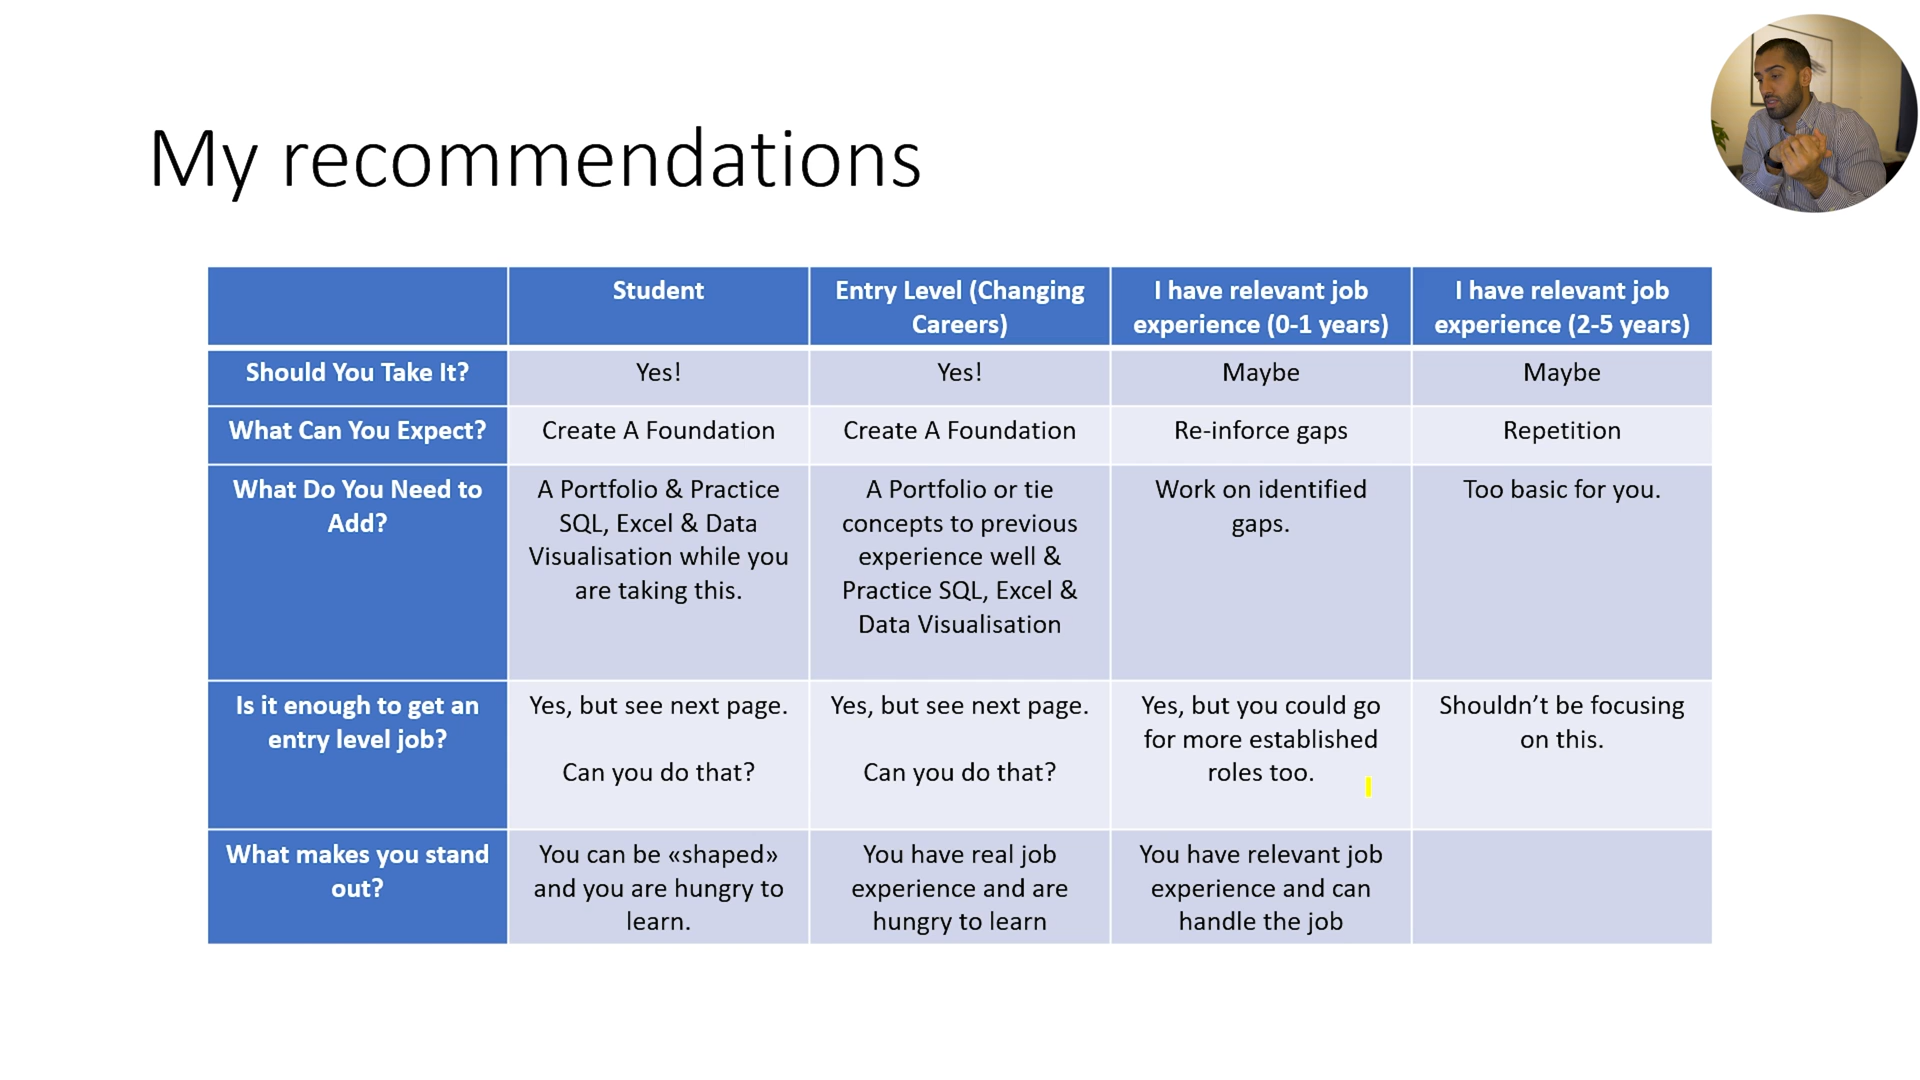 My recommendations
Student
Entry Level (Changing
Careers)
I have relevant job
experience (0-1 years)
I have relevant job
experience (2-5 years)
Should You Take It?
Yes!
Yes!
Maybe
Maybe
What Can You Expect?
Create A Foundation
Create A Foundation
Re-inforce gaps
Repetition
What Do You Need to
Add?
A Portfolio & Practice
SQL, Excel & Data
Visualisation while you
are taking this.
A Portfolio or tie
concepts to previous
experience well &
Practice SQL, Excel &
Data Visualisation
Work on identified
gaps.
Too basic for you.
Is it enough to get an
entry level job?
Yes, but see next page.
Can you do that?
Yes, but see next page.
Can you do that?
Yes, but you could go
for more established
roles too.
Shouldn’t be focusing
on this.
What makes you stand
out?
You can be «shaped»
and you are hungry to
learn.
You have real job
experience and are
hungry to learn
You have relevant job
experience and can
handle the job